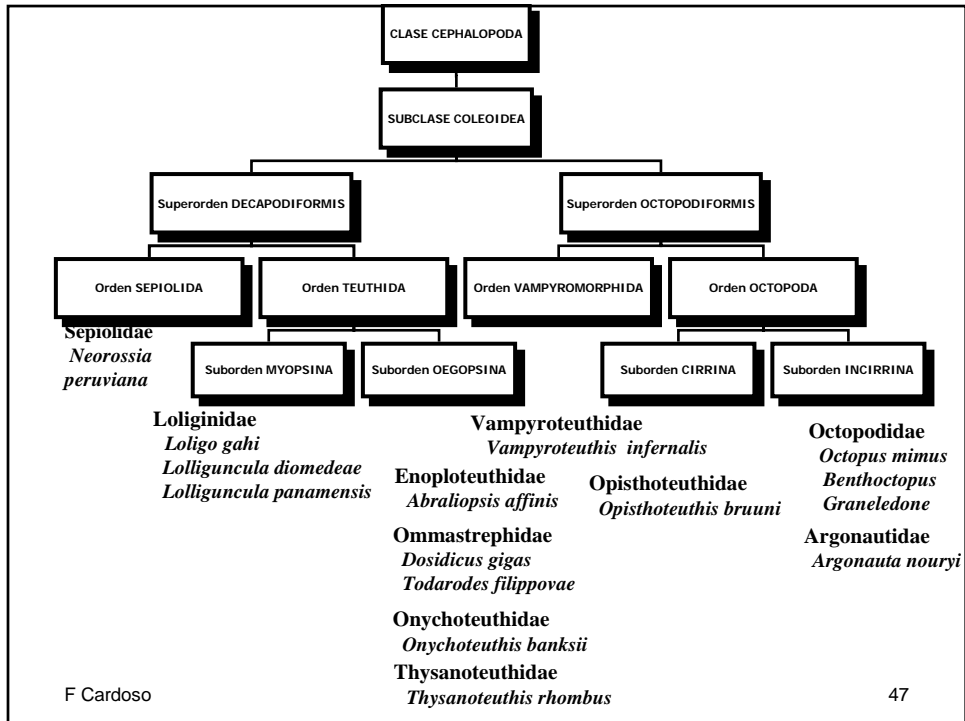 CLASE CEPHALOPODA
SUBCLASE COLEOIDEA
Superorden DECAPODIFORMIS
Superorden OCTOPODIFORMIS
Orden SEPIOLIDA
Orden TEUTHIDA
Orden VAMPYROMORPHIDA
Orden OCTOPODA
Sepiolidae
Neorossia
peruviana
Suborden MYOPSINA
Suborden OEGOPSINA
Suborden CIRRINA
Suborden INCIRRINA
Loliginidae
Loligo gahi
Lolliguncula diomedeae
Lolliguncula panamensis
Vampyroteuthidae
Vampyroteuthis infernalis
Enoploteuthidae
Abraliopsis affinis
Ommastrephidae
Dosidicus gigas
Todarodes filippovae
Onychoteuthidae
Onychoteuthis banksii
Thysanoteuthidae
Thysanoteuthis rhombus
Opisthoteuthidae
Opisthoteuthis bruuni
Octopodidae
Octopus mimus
Benthoctopus
Graneledone
Argonautidae
Argonauta nouryi
F Cardoso
47